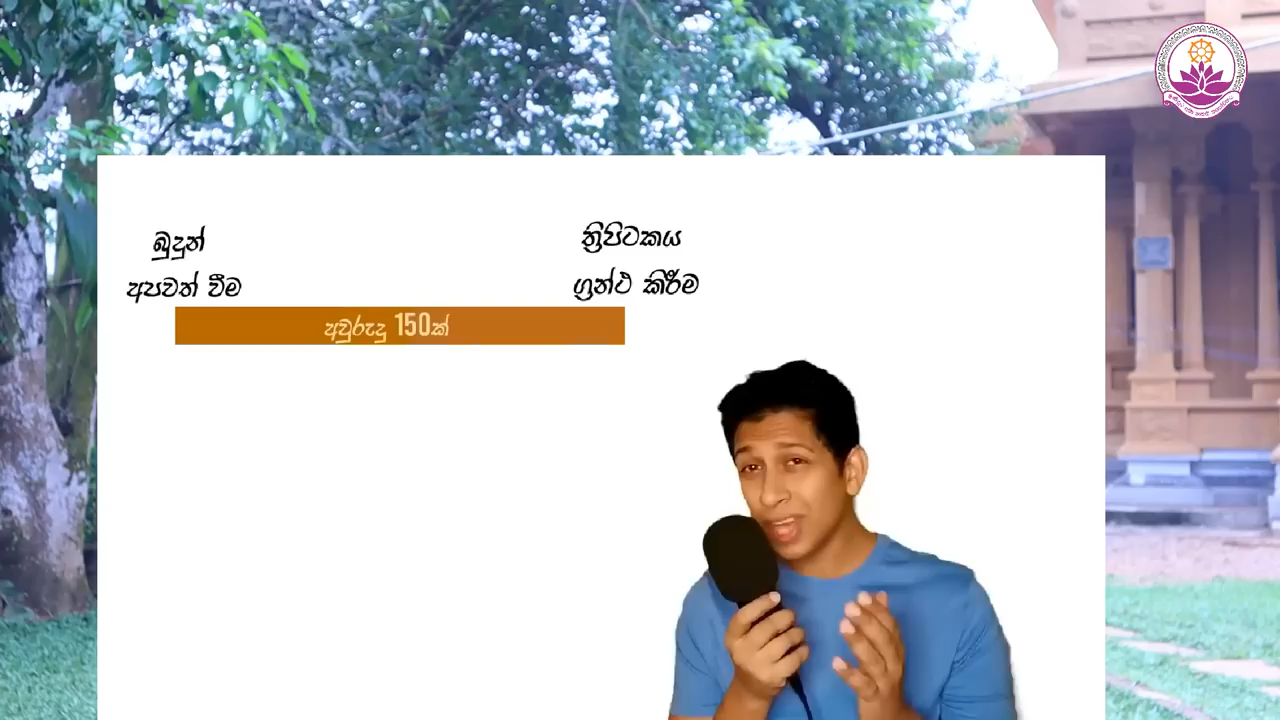 බුදුන්
අපවත් වීම
ත්‍රිපිටකය
ග්‍රන්ථ කිරීම
අවුරුදු 150ක්